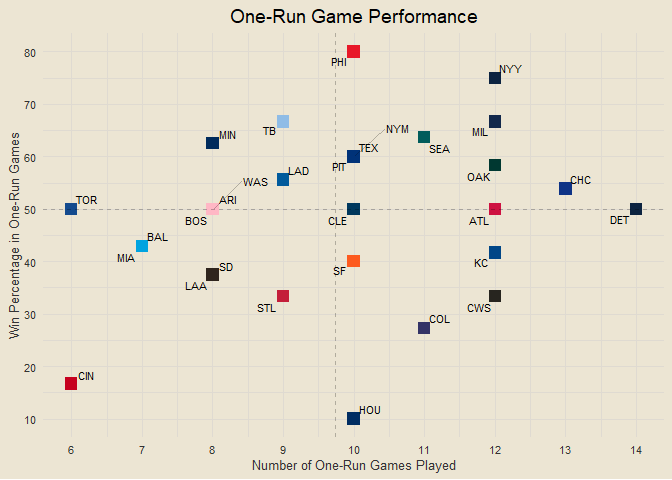 One-Run Game Performance
Win Percentage in One-Run Games
80
70
60
50
40
30
20
10
PHI
NYY
TB
MIN
NYM
MIL
TEX
SEA
PIT
LAD
WAS
OAK
CHC
TOR
ARI
BOS
CLE
ATL
DET
BAL
MIA
SD
LAA
SF
KC
STL
CWS
COL
CIN
HOU
6 7 8 9 10 11 12 13 14
Number of One-Run Games Played